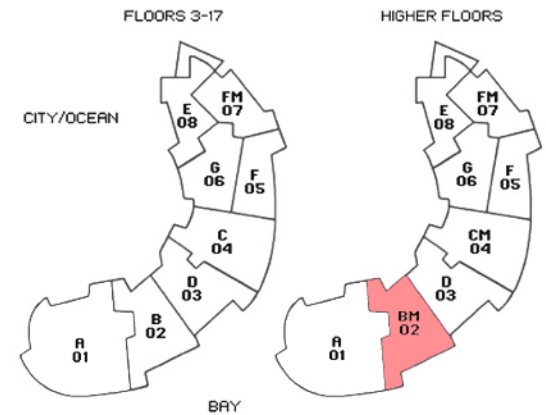 FLOORS 3-17
HIGHER FLOORS
CITY/OCEAN
E
08
FM
07
G
06
F
05
C
04
D
03
B
02
A
01
E
08
FM
07
G
06
F
05
CM
04
D
03
BM
02
A
01
BAY